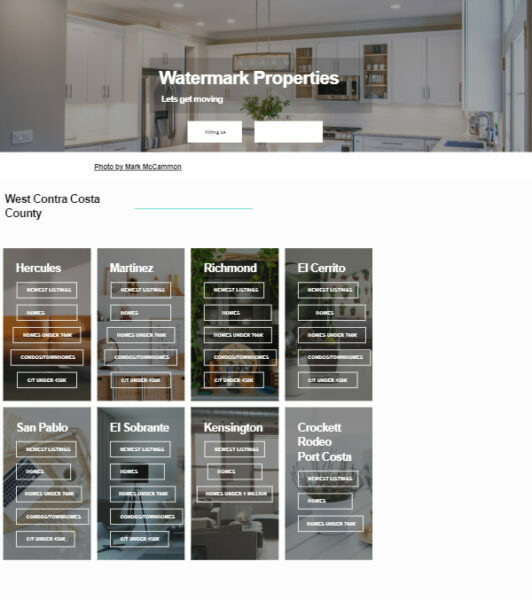 Watermark Properties
Lets get moving
Hiring us
Photo by Mark McCammon
West Contra Costa
County
Hercules
NEWEST LISTINGS
HOMES
HOMES UNDER 700K
CONDOS/TOWNHOMES
C/T UNDER 450K
Martinez
NEWEST LISTINGS
HOMES
HOMES UNDER 700K
CONDOS/TOWNHOMES
C/T UNDER 450K
Richmond
NEWEST LISTINGS
HOMES
HOMES UNDER 700K
CONDOS/TOWNHOMES
C/T UNDER 450K
El Cerrito
NEWEST LISTINGS
HOMES
HOMES UNDER 700K
CONDOS/TOWNHOMES
C/T UNDER 450K
San Pablo
NEWEST LISTINGS
HOMES
HOMES UNDER 700K
CONDOS/TOWNHOMES
C/T UNDER 450K
El Sobrante
NEWEST LISTINGS
HOMES
HOMES UNDER 700K
CONDOS/TOWNHOMES
C/T UNDER 450K
Kensington
NEWEST LISTINGS
HOMES
HOMES UNDER 1 MILLION
Crockett
Rodeo
Port Costa
NEWEST LISTINGS
HOMES
HOMES UNDER 700K